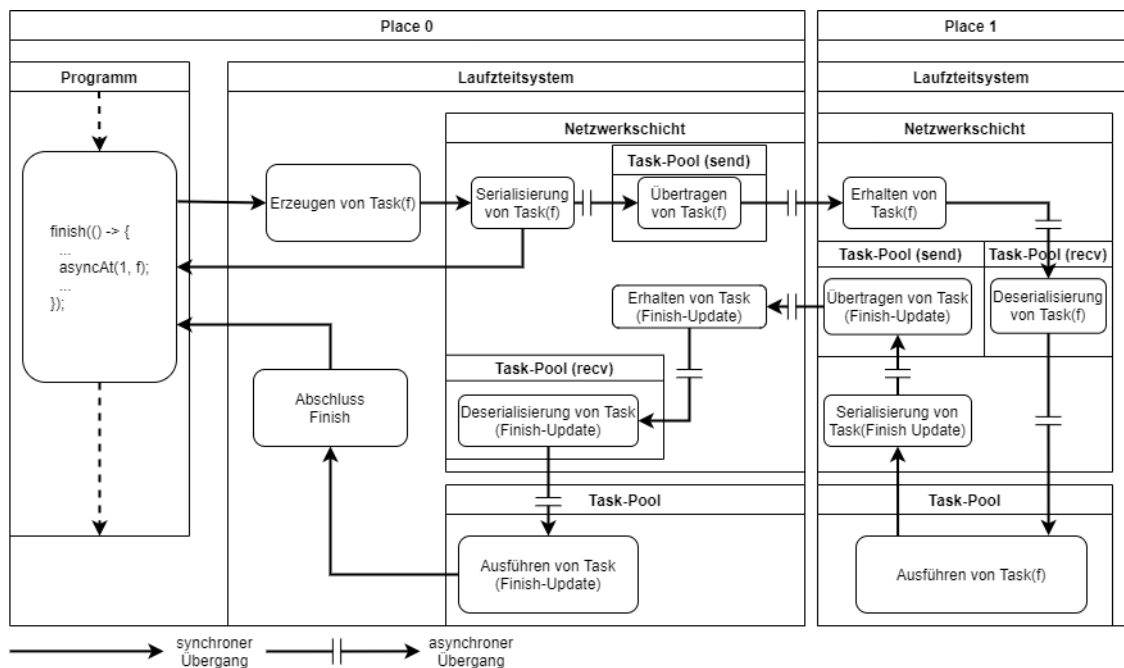 Place 0
Place 1
Programm
Laufzteitsystem
Laufzteitsystem
Netzwerkschicht
Netzwerkschicht
Task-Pool (send)
Erzeugen von Task(f)
Serialisierung
von Task(f)
Übertragen
von Task(f)
Erhalten von
Task(f)
finish(() -> {
...
asyncAt(1, f);
...
});
Task-Pool (send)
Task-Pool (recv)
Erhalten von Task
(Finish-Update)
Übertragen von Task
(Finish-Update)
Deserialisierung
von Task(f)
Task-Pool (recv)
Abschluss
Finish
Deserialisierung von Task
(Finish-Update)
Serialisierung von
Task(Finish Update)
Task-Pool
Task-Pool
Ausführen von Task
(Finish-Update)
Ausführen von Task(f)
synchroner
Übergang
asynchroner
Übergang